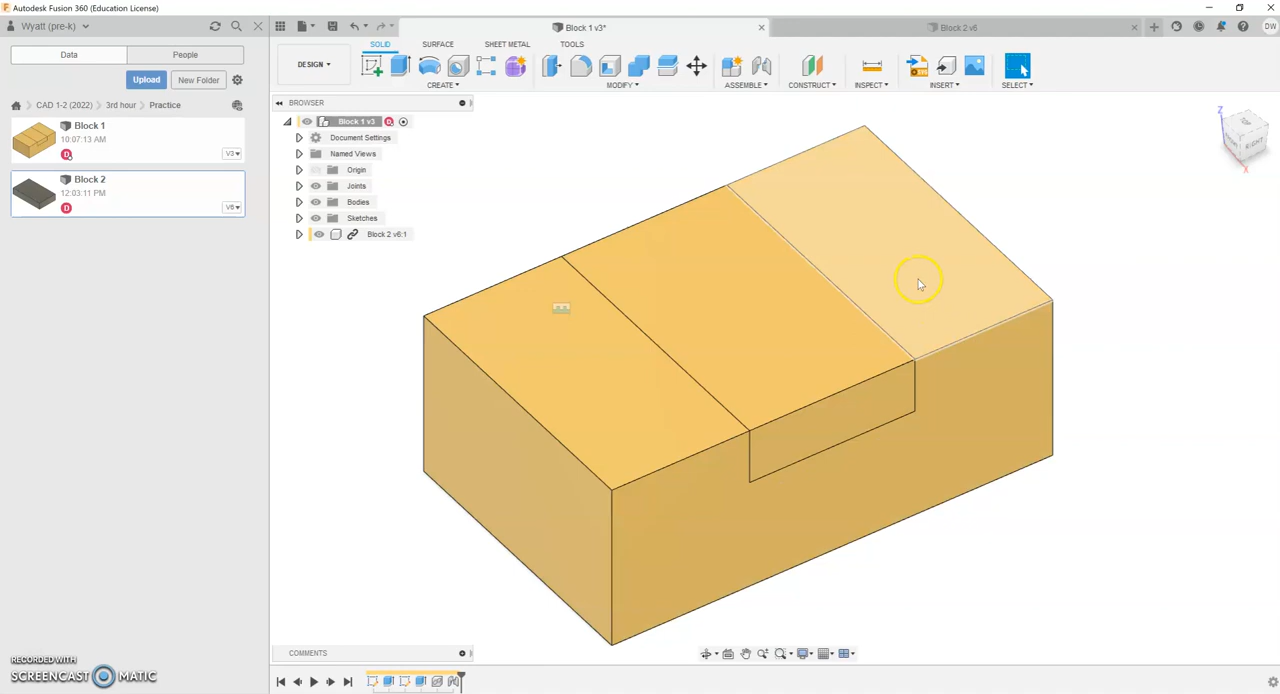 Autodesk Fusion 360 (Education License)
Wyatt (pre-k)
Block 1 v3*
Block 2 v6
DW
Data
People
Upload
New Folder
CAD 1-2 (2022) > 3rd hour > Practice
Block 1
10:07:13 AM
V3
Block 2
12:03:11 PM
V6
SOLID
SURFACE
SHEET METAL
TOOLS
DESIGN
CREATE
MODIFY
ASSEMBLE
CONSTRUCT
INSPECT
INSERT
SELECT
BROWSER
Block 1 v3
Document Settings
Named Views
Origin
Joints
Bodies
Sketches
Block 2 v6:1
Z
RIGHT
X
COMMENTS
RECORDED WITH
SCREENCAST MATIC